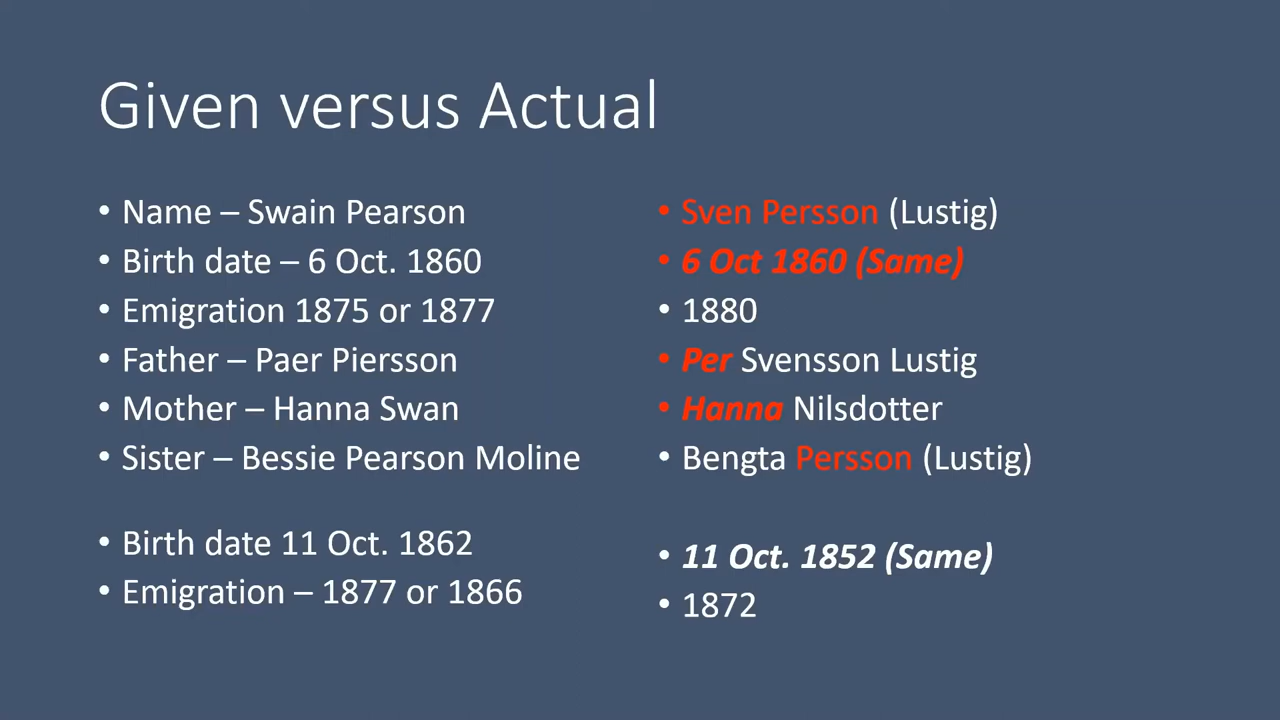 Given versus Actual
• Name – Swain Pearson
• Birth date – 6 Oct. 1860
• Emigration 1875 or 1877
• Father – Paer Piersson
• Mother – Hanna Swan
• Sister – Bessie Pearson Moline
• Birth date 11 Oct. 1862
• Emigration – 1877 or 1866
• Sven Persson (Lustig)
• 6 Oct 1860 (Same)
• 1880
• Per Svensson Lustig
• Hanna Nilsdotter
• Bengta Persson (Lustig)
• 11 Oct. 1852 (Same)
• 1872